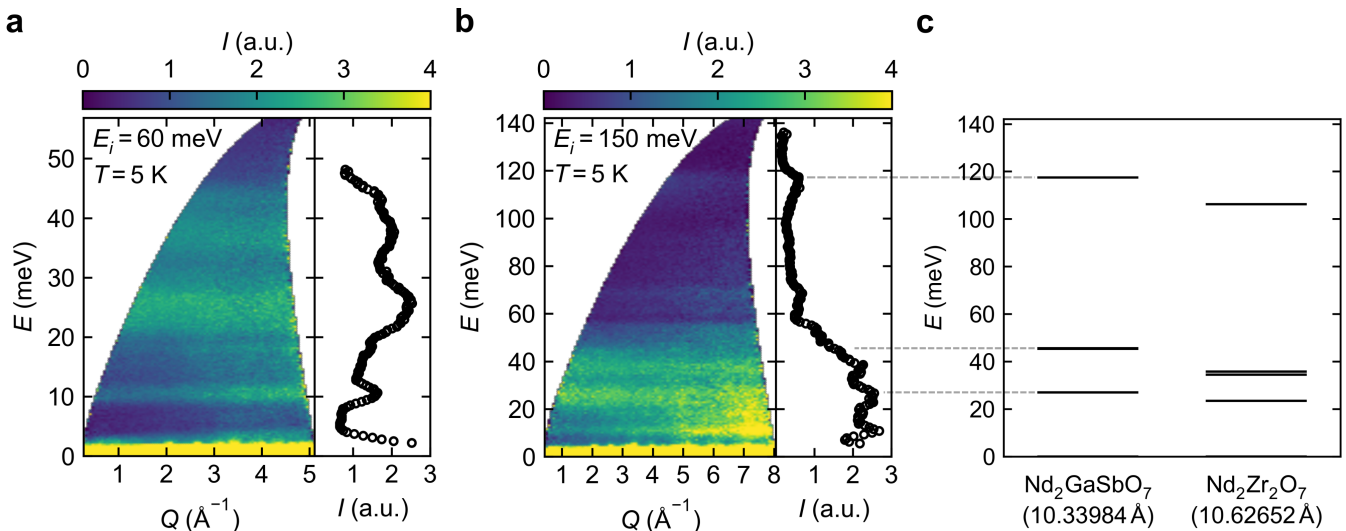 a
b
c
I (a.u.)
0 1 2 3 4
I (a.u.)
0 1 2 3 4
E (meV)
50
40
30
20
10
0
Eᵢ = 60 meV
T = 5 K
1 2 3 4 5
Q (Å⁻¹)
1 2 3
I (a.u.)
E (meV)
140
120
100
80
60
40
20
0
Eᵢ = 150 meV
T = 5 K
1 2 3 4 5 6 7 8
Q (Å⁻¹)
1 2 3
I (a.u.)
E (meV)
140
120
100
80
60
40
20
0
Nd₂GaSbO₇
(10.33984 Å)
Nd₂Zr₂O₇
(10.62652 Å)